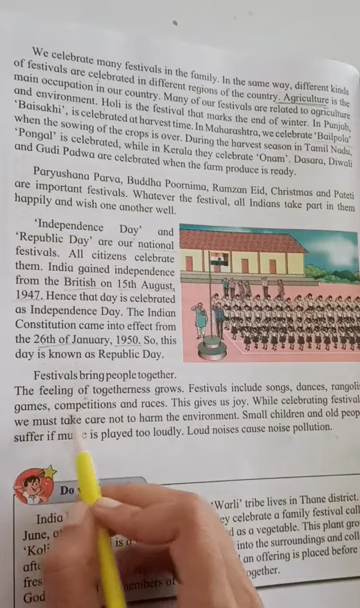 We celebrate many festivals in the family. In the same way, different kinds
of festivals are celebrated in different regions of the country. Agriculture is the
main occupation in our country. Many of our festivals are related to agriculture
and environment. Holi is the festival that marks the end of winter. In Punjab,
'Baisakhi', is celebrated at harvest time. In Maharashtra, we celebrate 'Bailpola'
when the sowing of the crops is over. During the harvest season in Tamil Nadu,
'Pongal' is celebrated, while in Kerala they celebrate 'Onam'. Dasara, Diwali
and Gudi Padwa are celebrated when the farm produce is ready.
Paryushana Parva, Buddha Poornima, Ramzan Eid, Christmas and Pateti
are important festivals. Whatever the festival, all Indians take part in them
happily and wish one another well.
'Independence Day' and
'Republic Day' are our national
festivals. All citizens celebrate
them. India gained independence
from the British on 15th August,
1947. Hence that day is celebrated
as Independence Day. The Indian
Constitution came into effect from
the 26th of January, 1950. So, this
day is known as Republic Day.
Festivals bring people together.
The feeling of togetherness grows. Festivals include songs, dances, rangoli
games, competitions and races. This gives us joy. While celebrating festival
we must take care not to harm the environment. Small children and old peop
suffer if is played too loudly. Loud noises cause noise pollution.
Do
India
June,
is a
members of
God
'Warli' tribe lives in Thane district.
ey celebrate a family festival call
d as a vegetable. This plant gro
into the surroundings and coll
an offering is placed before
ogether.